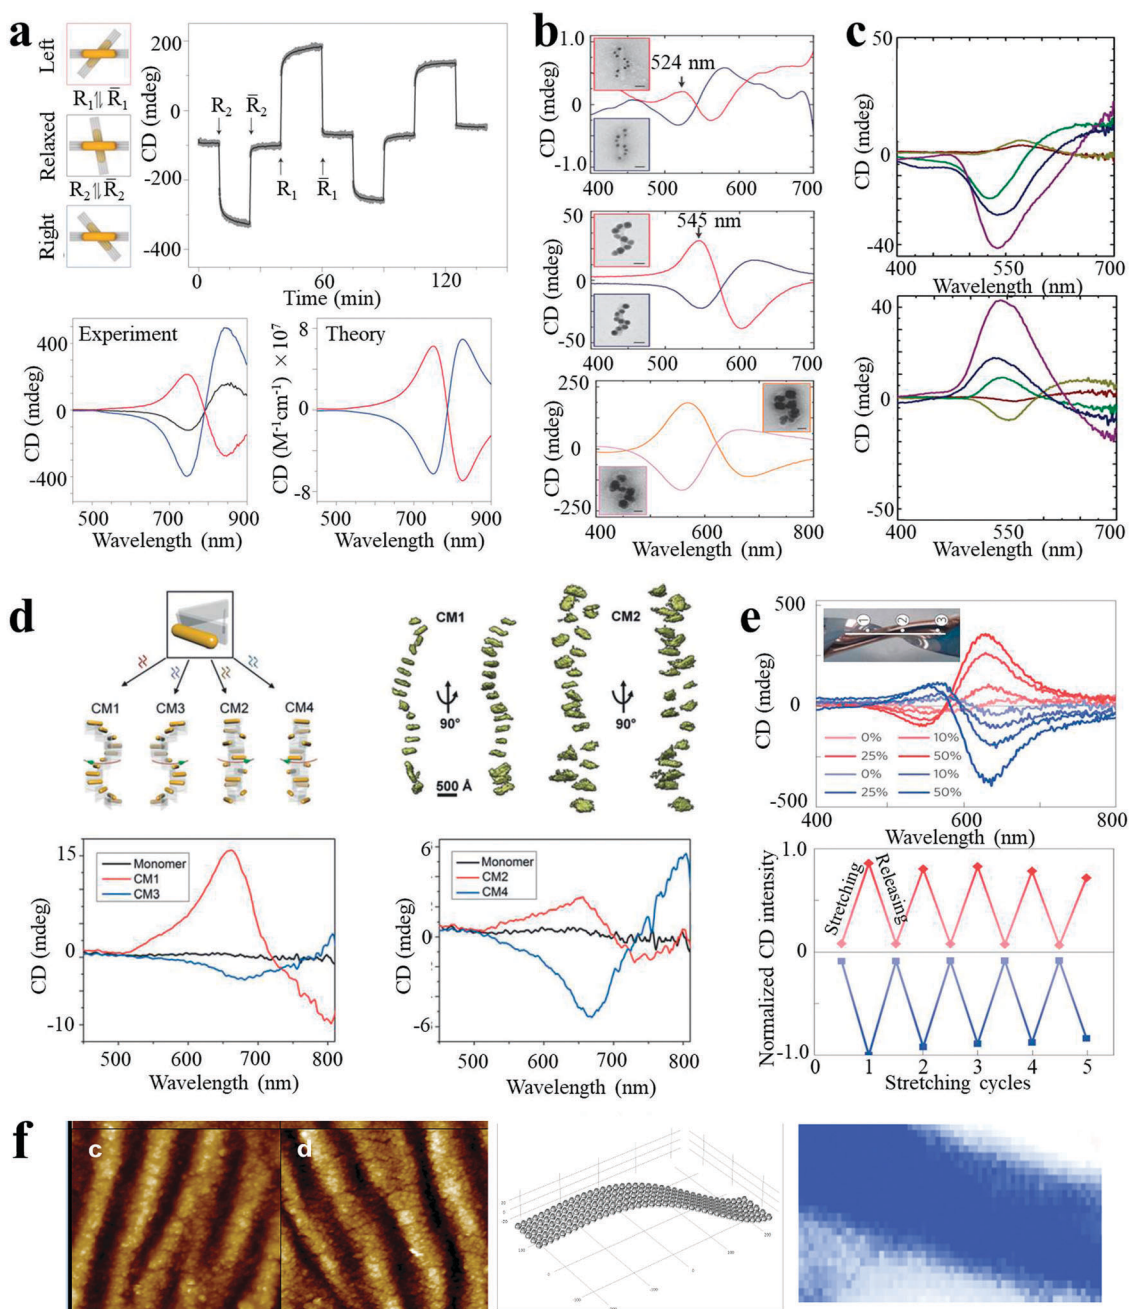 a
Left
R₁⇅R̄₁
Relaxed
R₂⇅R̄₂
Right
CD (mdeg)
200
0
-200
-400
R₂
R̄₂
R₁
R̄₁
0
60
120
Time (min)
Experiment
CD (mdeg)
400
0
-400
500
700
900
Wavelength (nm)
Theory
CD (M⁻¹cm⁻¹) × 10⁷
8
0
-8
500
700
900
Wavelength (nm)
b
CD (mdeg)
1.0
0
-1.0
524 nm
400
500
600
700
CD (mdeg)
50
0
-50
545 nm
400
500
600
700
CD (mdeg)
250
0
-250
400
500
600
700
800
Wavelength (nm)
c
CD (mdeg)
50
0
-41
400
550
700
Wavelength (nm)
CD (mdeg)
40
0
-50
400
550
700
Wavelength (nm)
d
CM1
CM3
CM2
CM4
CM1
90°
500 Å
CM2
90°
CD (mdeg)
15
0
-10
Monomer
CM1
CM3
500
600
700
800
Wavelength (nm)
CD (mdeg)
6
0
-6
Monomer
CM2
CM4
500
600
700
800
Wavelength (nm)
e
CD (mdeg)
500
0
-500
1
2
3
0%
10%
25%
50%
0%
10%
25%
50%
400
600
800
Wavelength (nm)
Normalized CD intensity
1.0
0
-1.0
Stretching
Releasing
0
1
2
3
4
5
Stretching cycles
f
c
d